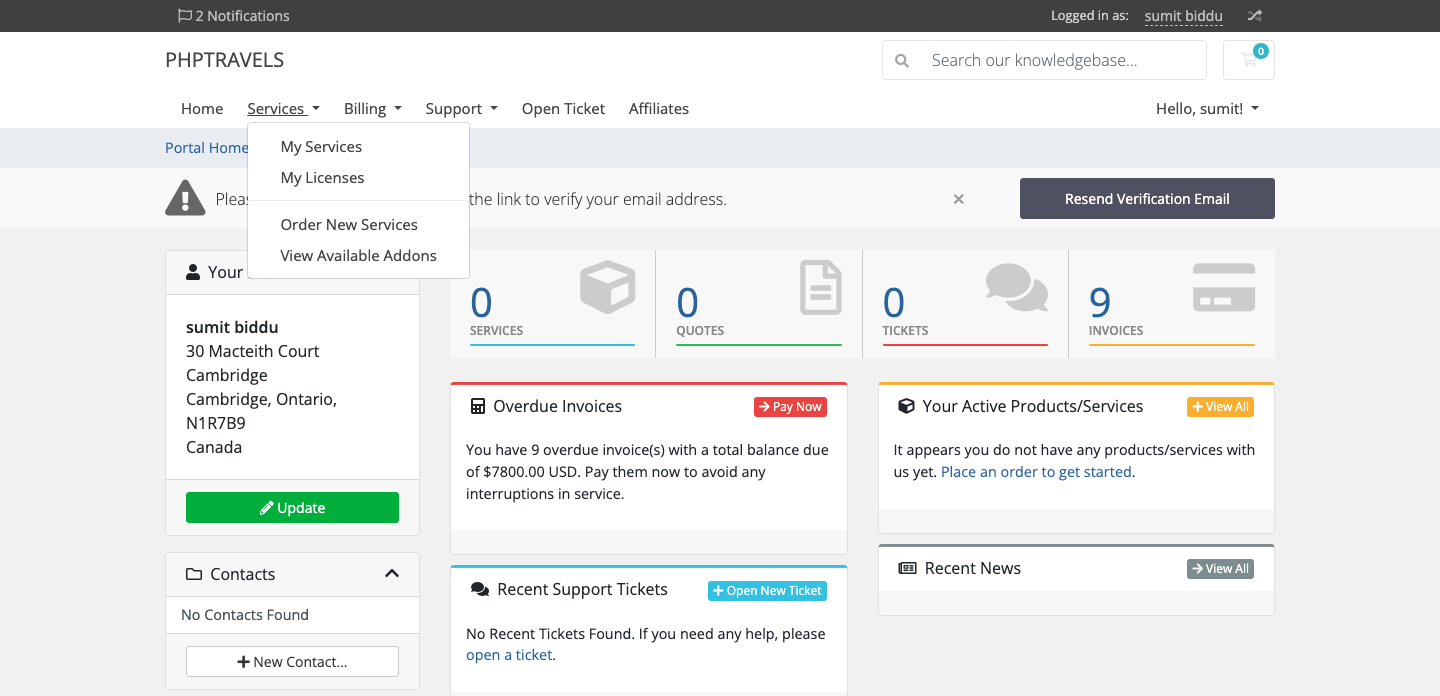 2 Notifications
Logged in as: sumit biddu
PHPTRAVELS
Search our knowledgebase...
0
Home Services Billing Support Open Ticket Affiliates
Hello, sumit!
Portal Home
My Services
My Licenses
Order New Services
View Available Addons
the link to verify your email address.
×
Resend Verification Email
Your
sumit biddu
30 Macteith Court
Cambridge
Cambridge, Ontario,
N1R7B9
Canada
Update
Contacts
No Contacts Found
New Contact...
0
SERVICES
0
QUOTES
0
TICKETS
9
INVOICES
Overdue Invoices
Pay Now
You have 9 overdue invoice(s) with a total balance due
of $7800.00 USD. Pay them now to avoid any
interruptions in service.
Recent Support Tickets
Open New Ticket
No Recent Tickets Found. If you need any help, please
open a ticket.
Your Active Products/Services
View All
It appears you do not have any products/services with
us yet. Place an order to get started.
Recent News
View All